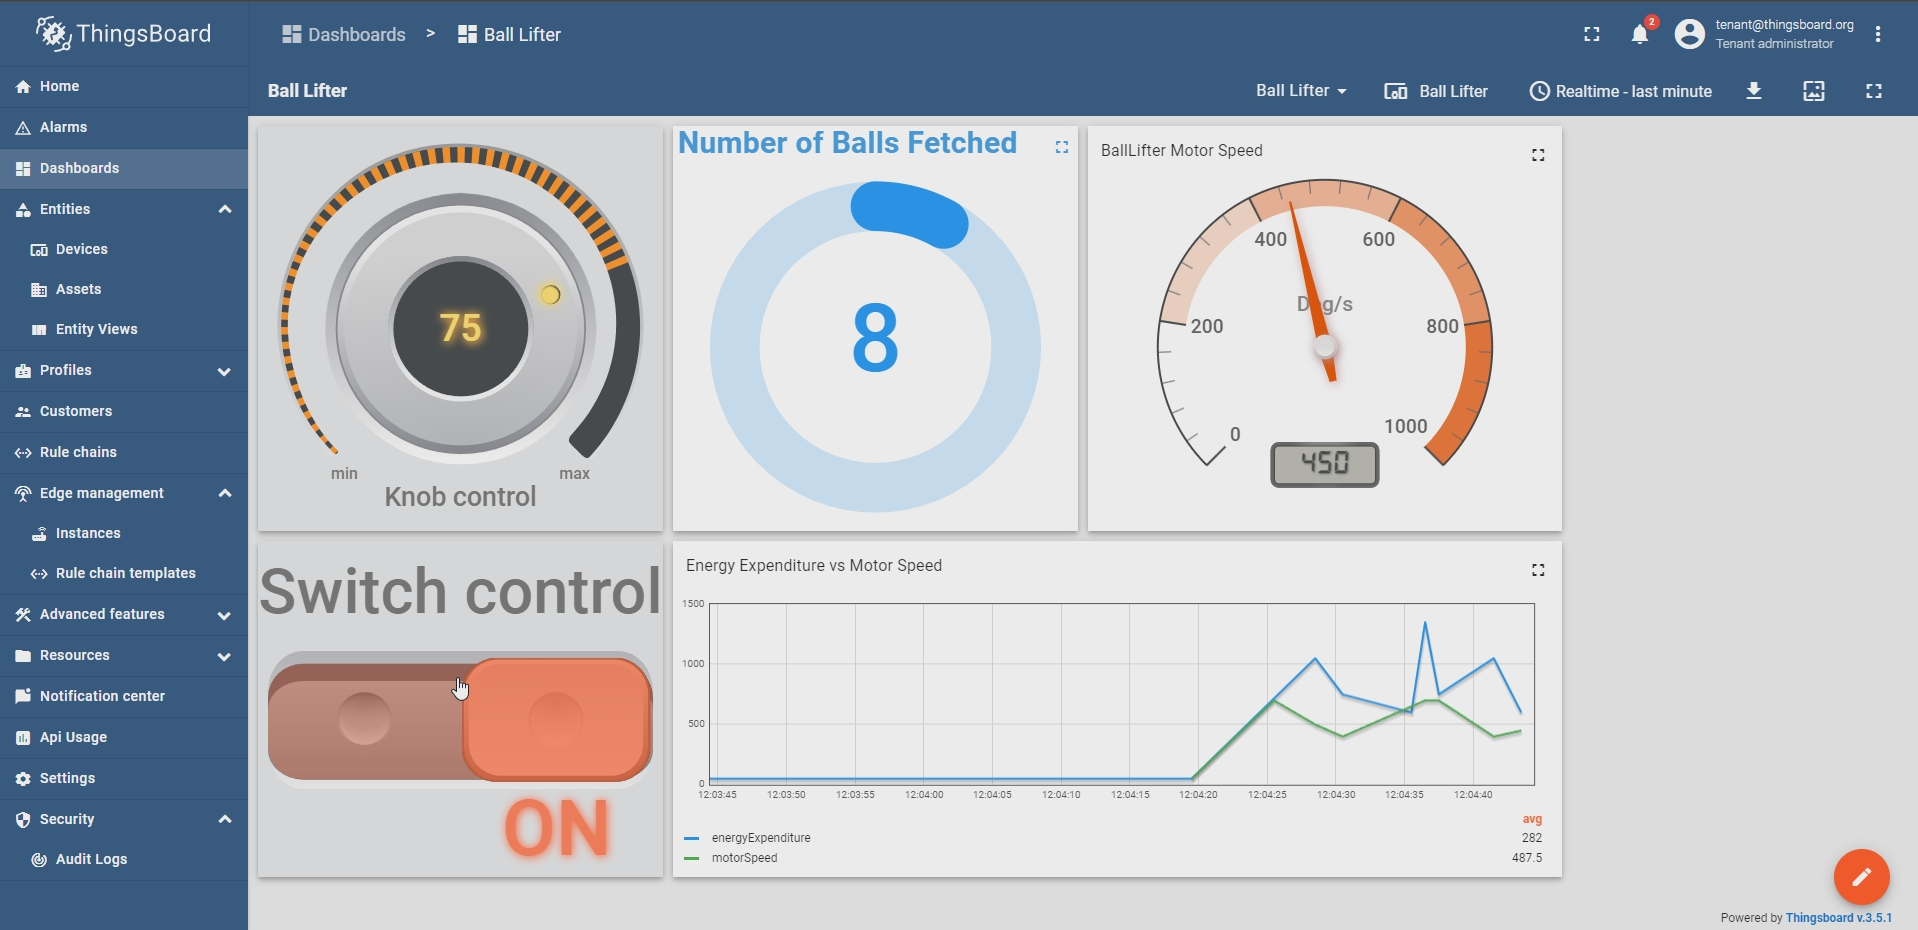 ThingsBoard
Dashboards > Ball Lifter
2
tenant@thingsboard.org
Tenant administrator
Ball Lifter
Ball Lifter
Ball Lifter
Realtime - last minute
Home
Alarms
Dashboards
Entities
Devices
Assets
Entity Views
Profiles
Customers
Rule chains
Edge management
Instances
Rule chain templates
Advanced features
Resources
Notification center
Api Usage
Settings
Security
Audit Logs
75
min
max
Knob control
Number of Balls Fetched
8
BallLifter Motor Speed
400
600
Deg/s
200
800
0
1000
450
Switch control
ON
Energy Expenditure vs Motor Speed
1500
1000
500
0
12:03:45 12:03:50 12:03:55 12:04:00 12:04:05 12:04:10 12:04:15 12:04:20 12:04:25 12:04:30 12:04:35 12:04:40
avg
energyExpenditure 282
motorSpeed 487.5
Powered by Thingsboard v.3.5.1